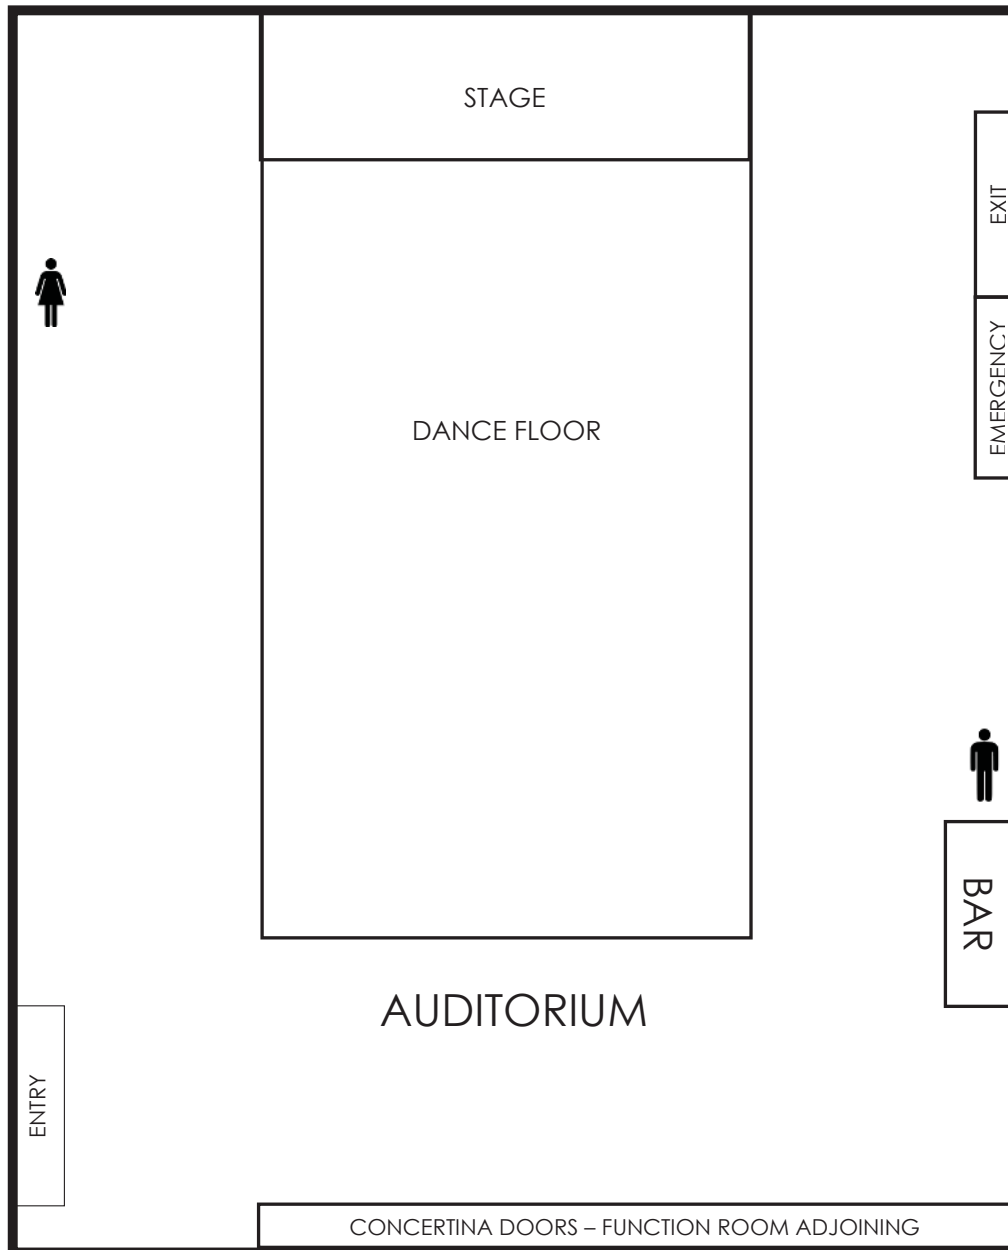 STAGE
EXIT
EMERGENCY
DANCE FLOOR
BAR
AUDITORIUM
ENTRY
CONCERTINA DOORS – FUNCTION ROOM ADJOINING